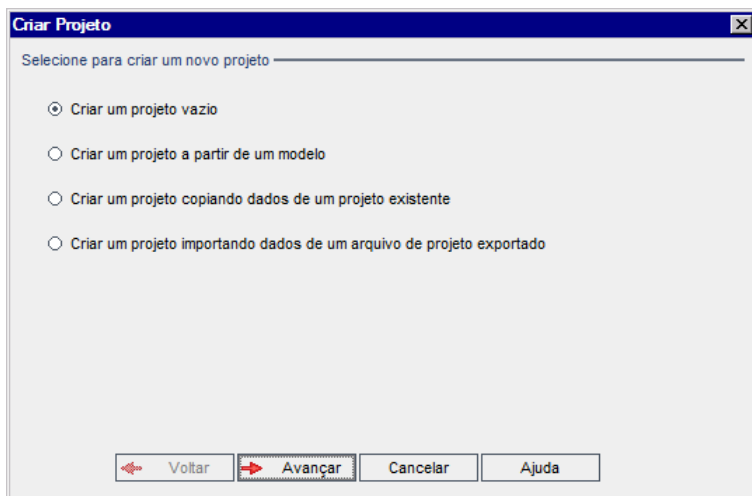 Criar Projeto
Selecione para criar um novo projeto
Criar um projeto vazio
Criar um projeto a partir de um modelo
Criar um projeto copiando dados de um projeto existente
Criar um projeto importando dados de um arquivo de projeto exportado
Voltar Avançar Cancelar Ajuda